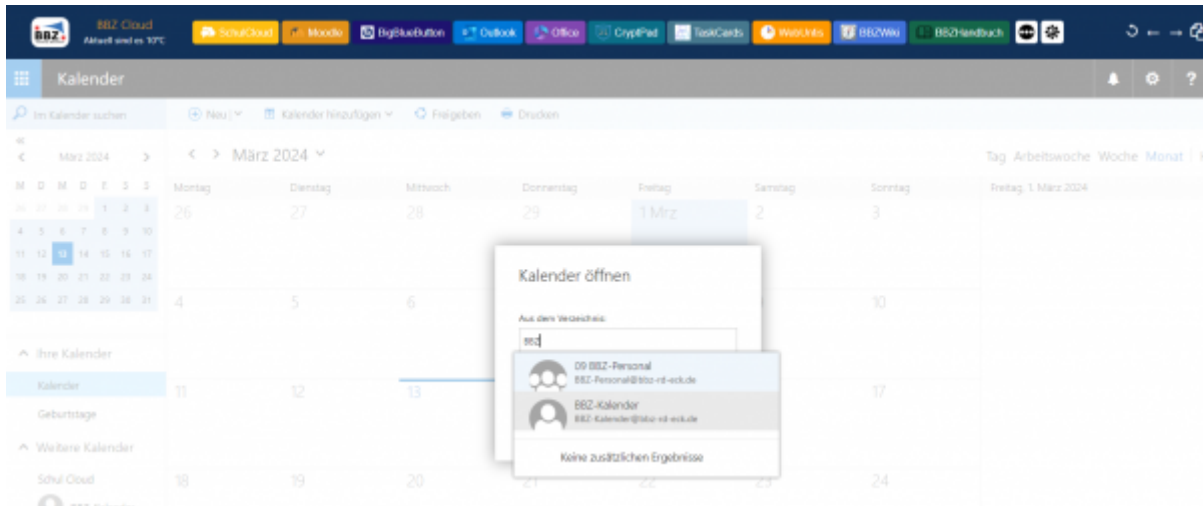 BBZ Cloud
BBZ.
Aktuell sind es 10°C
SchulCloud
Moodle
BigBlueButton
Outlook
Office
CryptPad
TaskCards
WebUntis
BBZWiki
BBZHandbuch
Kalender
?
Im Kalender suchen
Neu
Kalender hinzufügen
Freigeben
Drucken
März 2024
März 2024
Tag Arbeitswoche Woche Monat
M D M D F S S
26 27 28 29 1 2 3
4 5 6 7 8 9 10
11 12 13 14 15 16 17
18 19 20 21 22 23 24
25 26 27 28 29 30 31
Montag Dienstag Mittwoch Donnerstag Freitag Samstag Sonntag
Freitag, 1. März 2024
26 27 28 29 1 Mrz 2 3
4 5 6 10
11 12 13 17
18 19 20 21 22 23 24
Ihre Kalender
Kalender
Geburtstage
Weitere Kalender
Schul Cloud
BBZ-Kalender
Kalender öffnen
Aus dem Verzeichnis:
BBZ
09 BBZ-Personal
BBZ-Personal@bbz-rd-eck.de
BBZ-Kalender
BBZ-Kalender@bbz-rd-eck.de
Keine zusätzlichen Ergebnisse